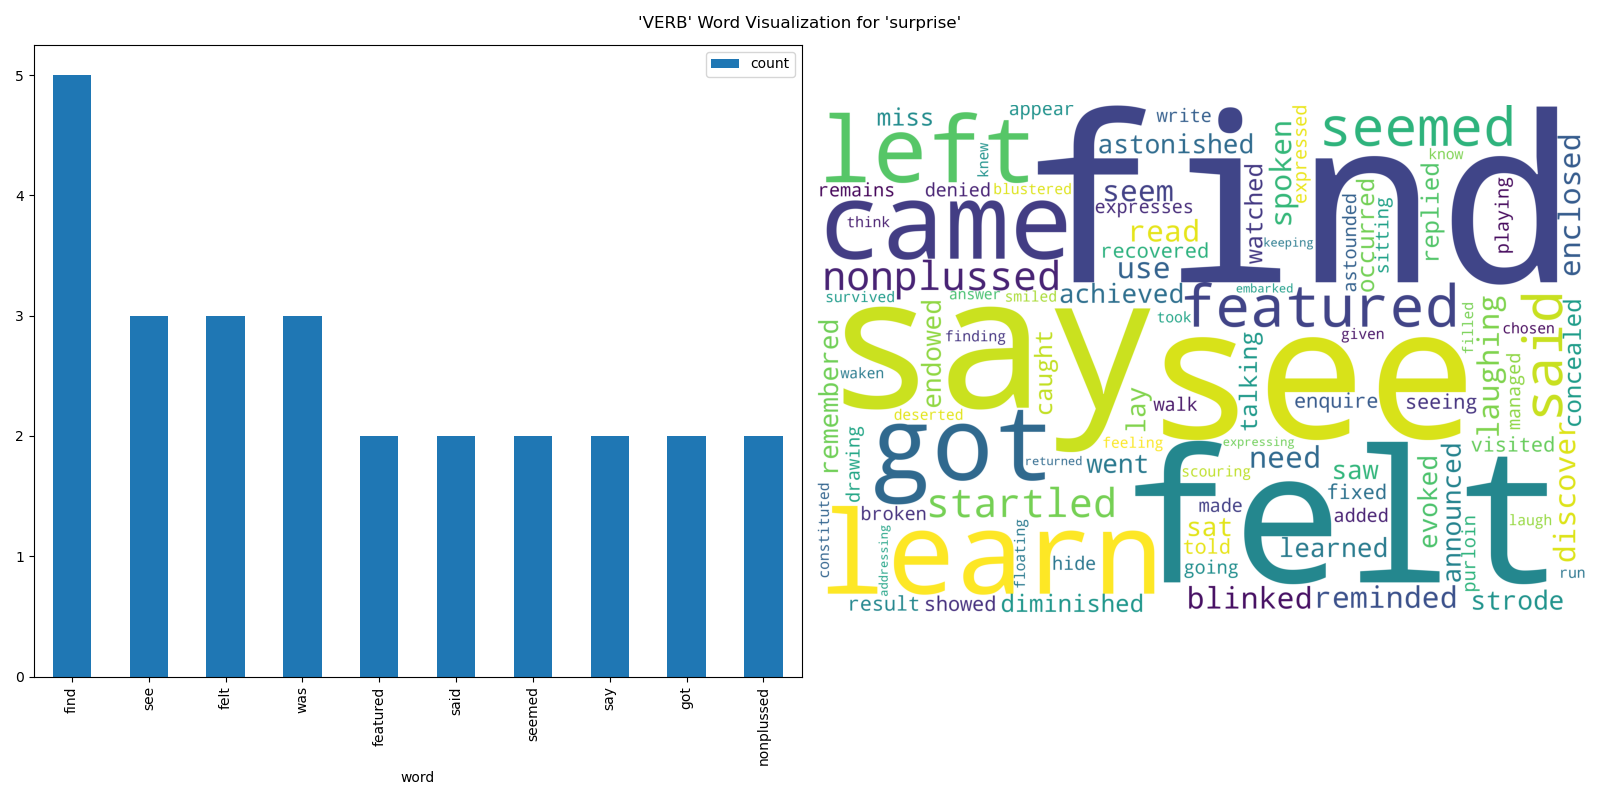 'VERB' Word Visualization for 'surprise'
count
5
4
3
2
1
0
find
see
felt
was
featured
said
seemed
say
got
nonplussed
word
left
miss
appear
write
astonished
knew
find
spoken
expressed
seemed
know
remains
denied
blustered
seem
came
think
expresses
read
recovered
watched
keeping
astounded
occurred
sitting
replied
playing
enclosed
nonplussed
use
survived
answer
smiled
achieved
embarked
took
featured
given
filled
chosen
said
concealed
remembered
say
endowed
finding
caught
waken
deserted
see
talking
lay
walk
enquire
seeing
laughing
managed
drawing
got
feeling
expressing
returned
went
need
visited
discover
constituted
startled
scouring
saw
fixed
evoked
announced
broken
learn
made
added
felt
laugh
purloin
sat
told
learned
going
addressing
floating
hide
run
result
showed
diminished
blinked
reminded
strode